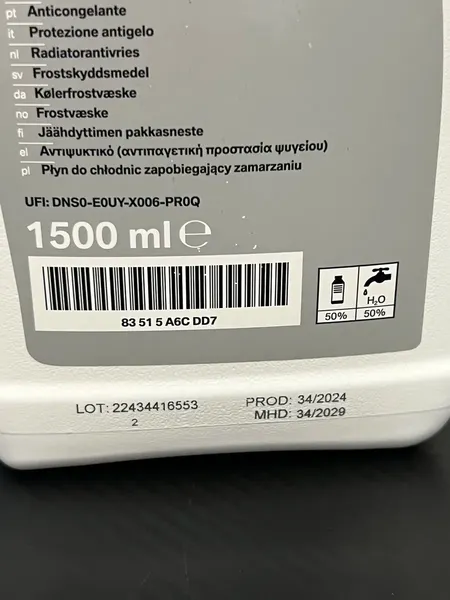 pt Anticongelante
it Protezione antigelo
nl Radiatorantivries
sv Frostskyddsmedel
da Kølerfrostvæske
no Frostvæske
fi Jäähdyttimen pakkasneste
el Αντιψυκτικό (αντιπαγετική προστασία ψυγείου)
pl Płyn do chłodnic zapobiegający zamarzaniu
UFI: DNS0-E0UY-X006-PR0Q
1500 ml ℮
83 51 5 A6C DD7
H₂O
50% 50%
LOT: 22434416553
2
PROD: 34/2024
MHD: 34/2029